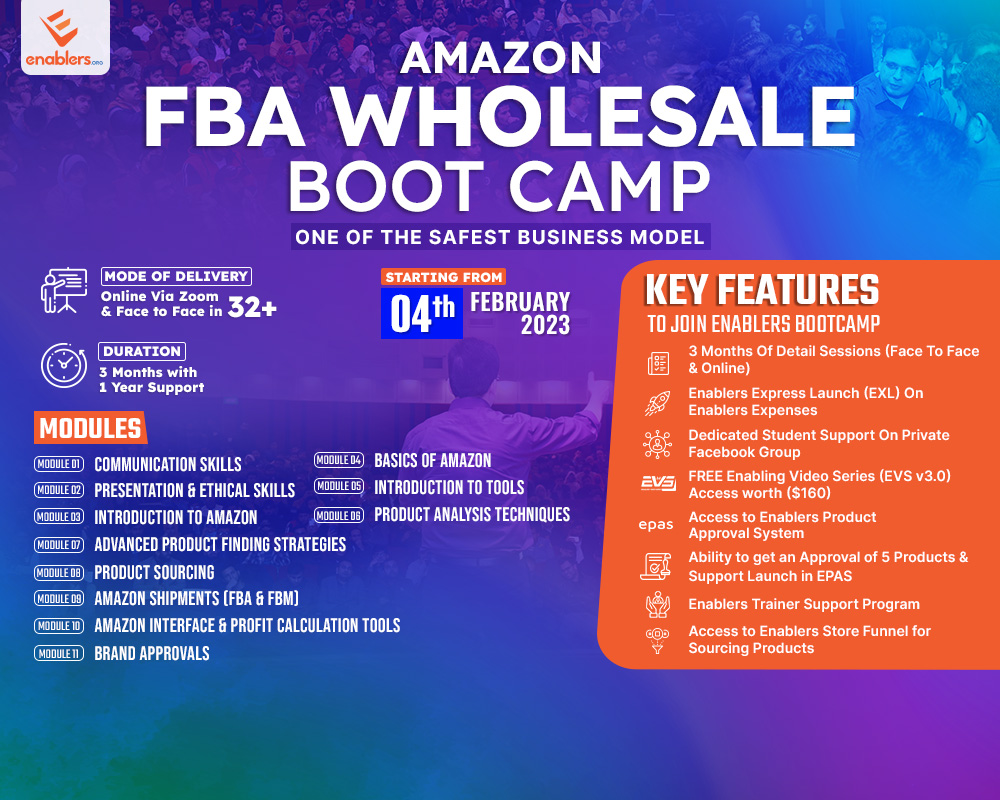 enablers.ORG
AMAZON
FBA WHOLESALE
BOOT CAMP
ONE OF THE SAFEST BUSINESS MODEL
MODE OF DELIVERY
Online Via Zoom
& Face to Face in 32+
DURATION
3 Months with
1 Year Support
STARTING FROM
04th FEBRUARY
2023
MODULES
MODULE 01 COMMUNICATION SKILLS
MODULE 02 PRESENTATION & ETHICAL SKILLS
MODULE 03 INTRODUCTION TO AMAZON
MODULE 04 BASICS OF AMAZON
MODULE 05 INTRODUCTION TO TOOLS
MODULE 06 PRODUCT ANALYSIS TECHNIQUES
MODULE 07 ADVANCED PRODUCT FINDING STRATEGIES
MODULE 08 PRODUCT SOURCING
MODULE 09 AMAZON SHIPMENTS (FBA & FBM)
MODULE 10 AMAZON INTERFACE & PROFIT CALCULATION TOOLS
MODULE 11 BRAND APPROVALS
KEY FEATURES
TO JOIN ENABLERS BOOTCAMP
3 Months Of Detail Sessions (Face To Face
& Online)
Enablers Express Launch (EXL) On
Enablers Expenses
Dedicated Student Support On Private
Facebook Group
EVS FREE Enabling Video Series (EVS v3.0)
Access worth ($160)
epas Access to Enablers Product
Approval System
Ability to get an Approval of 5 Products &
Support Launch in EPAS
Enablers Trainer Support Program
Access to Enablers Store Funnel for
Sourcing Products